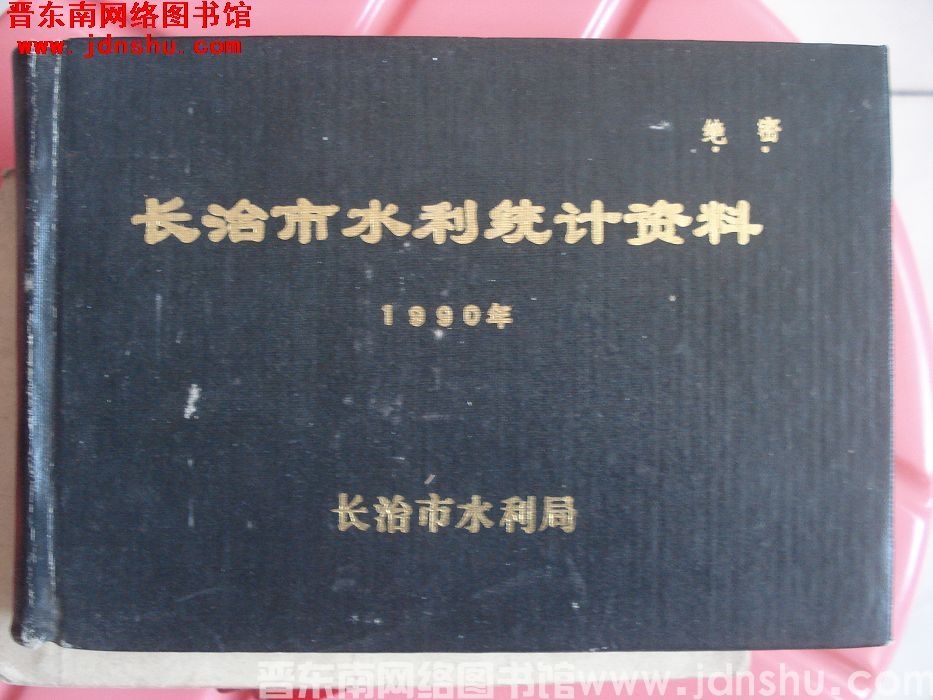 晋东南网络图书馆
www. jdnshu. com
绝 密
长治市水利统计资料
1990年
长治市水利局
晋东南网络图书馆www.jdnshu.com